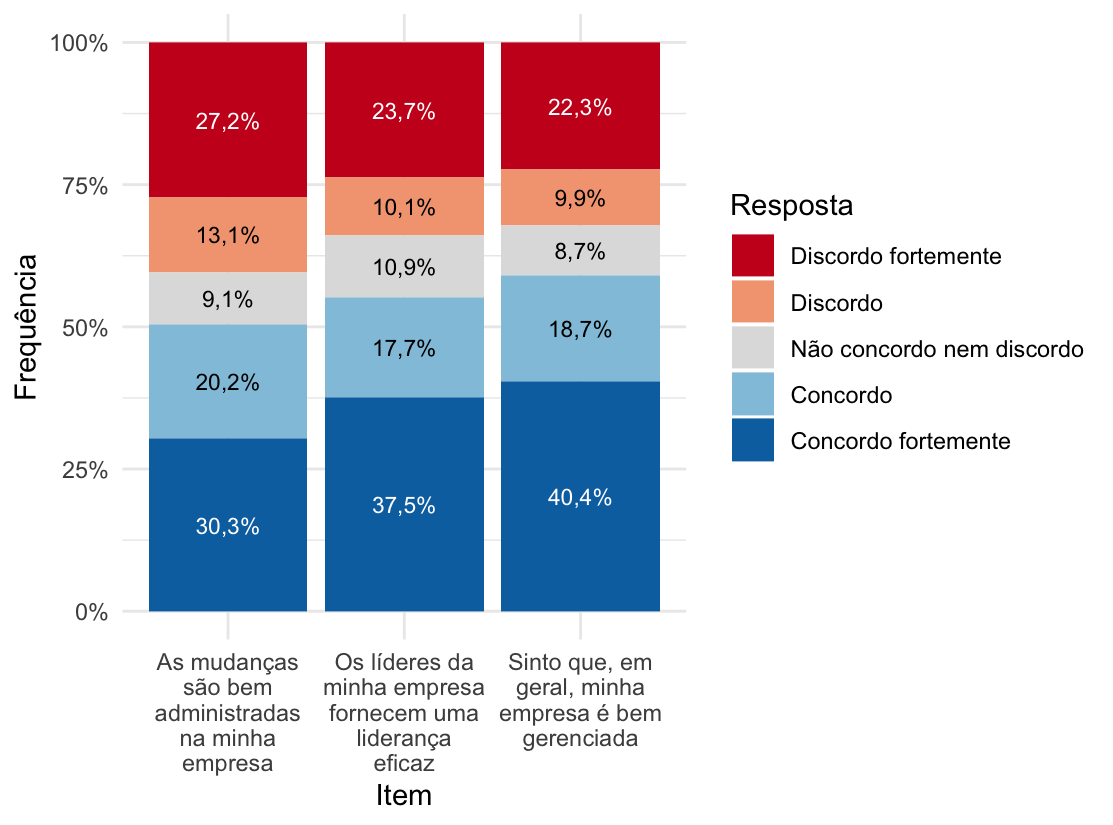 100%
75%
50%
25%
0%
Frequência
27,2%
13,1%
9,1%
20,2%
30,3%
23,7%
10,1%
10,9%
17,7%
37,5%
22,3%
9,9%
8,7%
18,7%
40,4%
As mudanças
são bem
administradas
na minha
empresa
Os líderes da
minha empresa
fornecem uma
liderança
eficaz
Sinto que, em
geral, minha
empresa é bem
gerenciada
Item
Resposta
Discordo fortemente
Discordo
Não concordo nem discordo
Concordo
Concordo fortemente